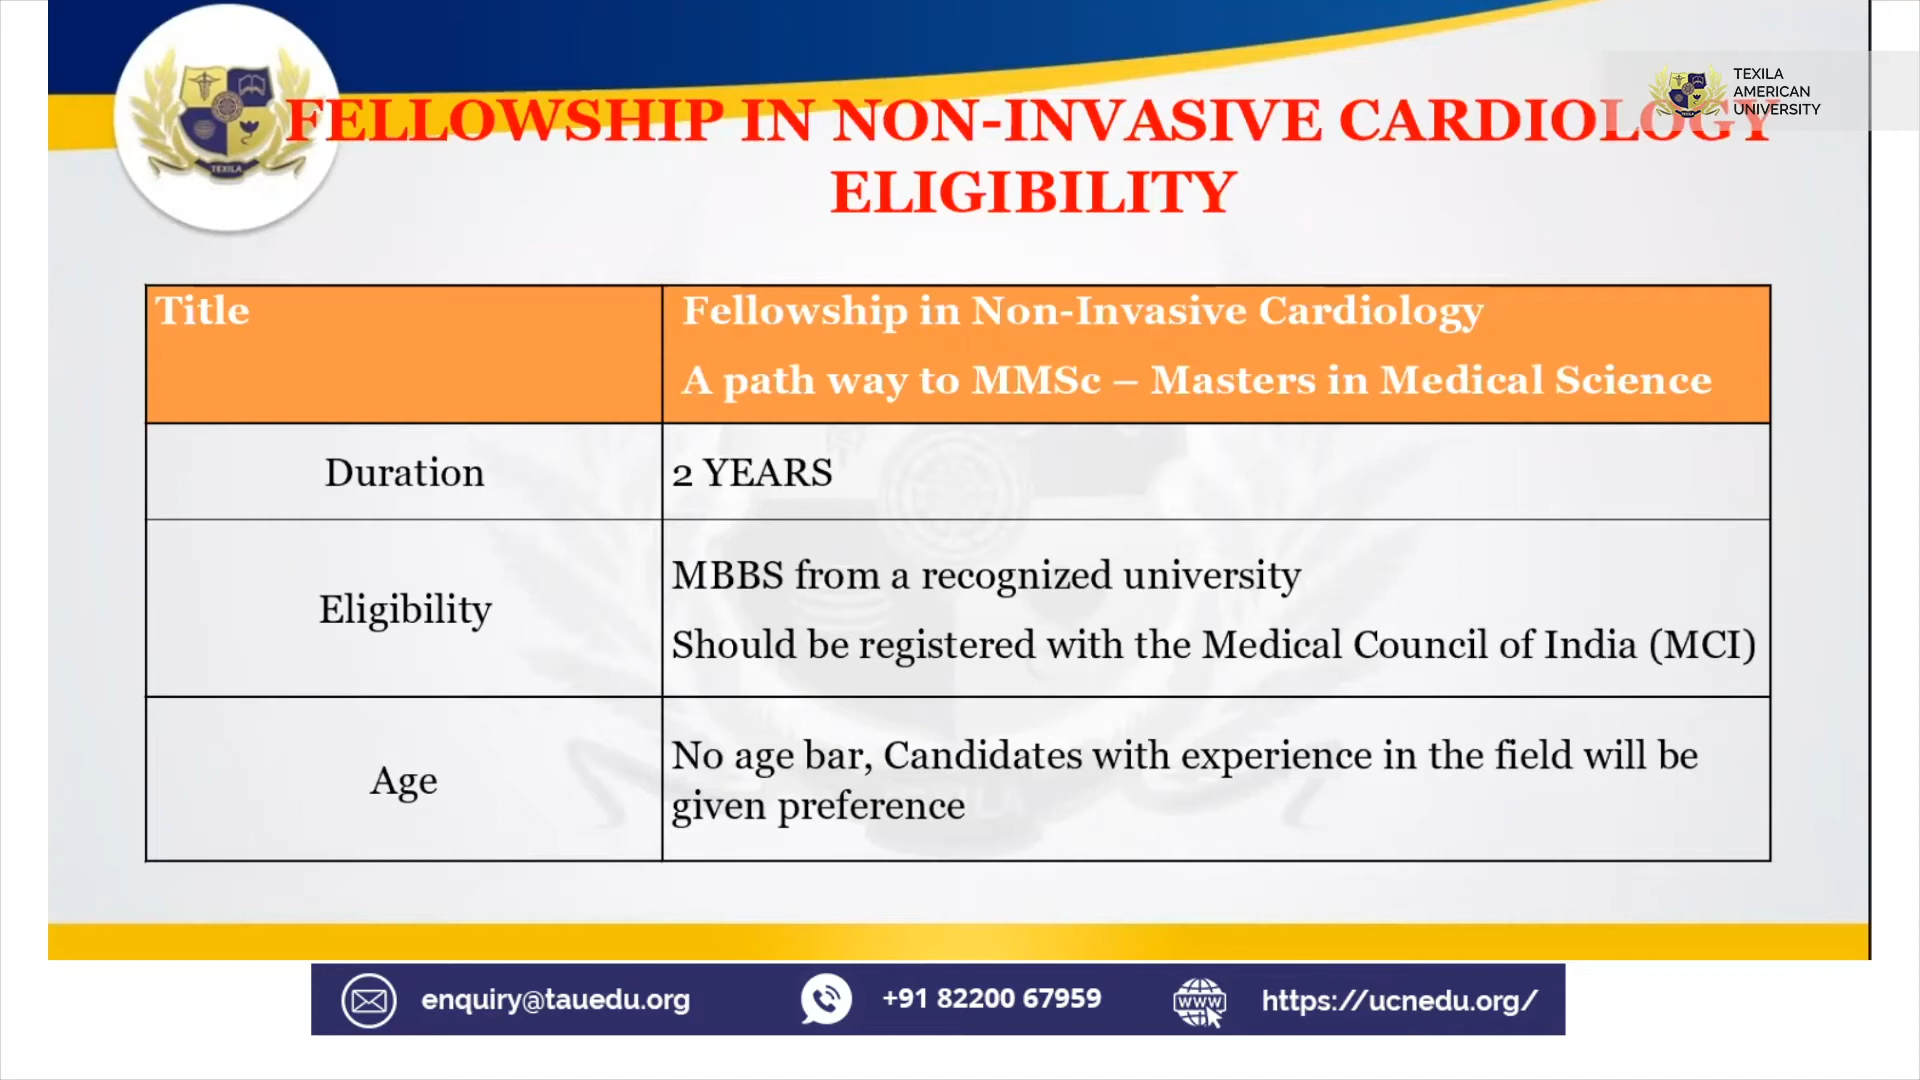 TEXILA
AMERICAN
UNIVERSITY
TEXILA
FELLOWSHIP IN NON-INVASIVE CARDIOLOGY
ELIGIBILITY
Title
Fellowship in Non-Invasive Cardiology
A path way to MMSc – Masters in Medical Science
Duration
2 YEARS
Eligibility
MBBS from a recognized university
Should be registered with the Medical Council of India (MCI)
Age
No age bar, Candidates with experience in the field will be
given preference
enquiry@tauedu.org
+91 82200 67959
www
https://ucnedu.org/